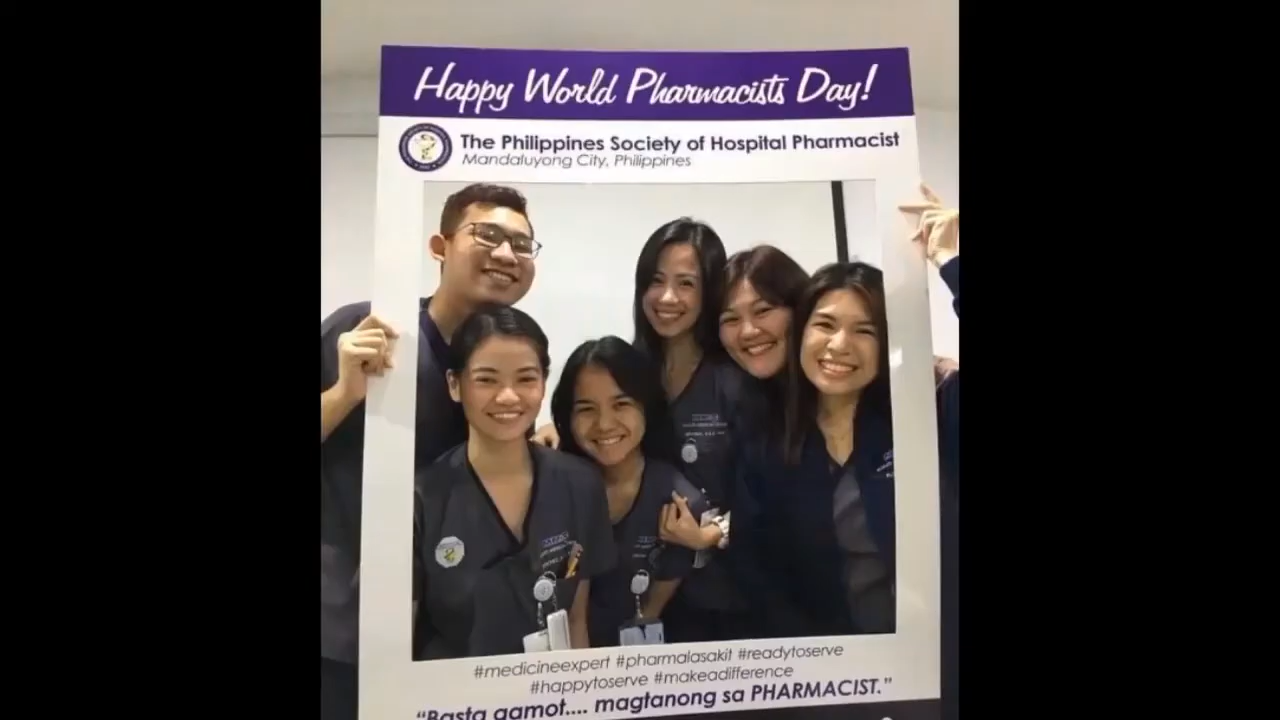 Happy World Pharmacists Day!
The Philippines Society of Hospital Pharmacist
Mandaluyong City, Philippines
#medicineexpert #pharmalasakit #readytoserve
#happytoserve #makeadifference
“Basta gamot.... magtanong sa PHARMACIST.”